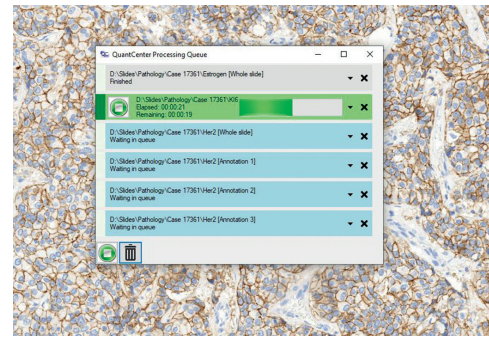 QuantCenter Processing Queue
D:\Slides\Pathology\Case 17361\Estrogen [Whole slide]
Finished
D:\Slides\Pathology\Case 17361\KI6
Elapsed: 00:00:21
Remaining: 00:00:19
D:\Slides\Pathology\Case 17361\Her2 [Whole slide]
Waiting in queue
D:\Slides\Pathology\Case 17361\Her2 [Annotation 1]
Waiting in queue
D:\Slides\Pathology\Case 17361\Her2 [Annotation 2]
Waiting in queue
D:\Slides\Pathology\Case 17361\Her2 [Annotation 3]
Waiting in queue